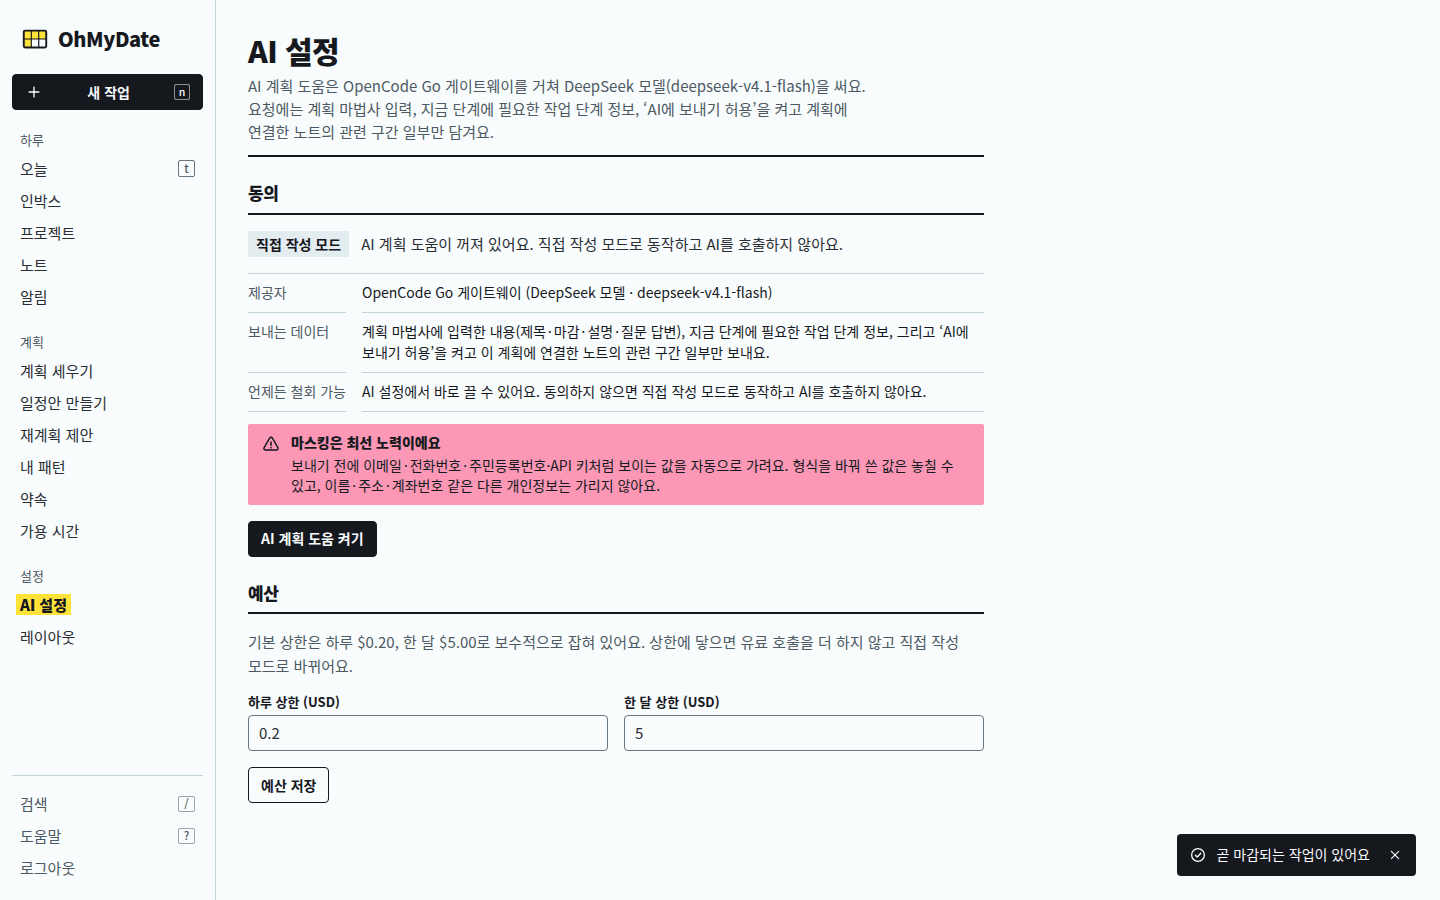 OhMyDate
새 작업 n
하루
오늘 t
인박스
프로젝트
노트
알림
계획
계획 세우기
일정안 만들기
재계획 제안
내 패턴
약속
가용 시간
설정
AI 설정
레이아웃
검색 /
도움말 ?
로그아웃
AI 설정
AI 계획 도움은 OpenCode Go 게이트웨이를 거쳐 DeepSeek 모델(deepseek-v4.1-flash)을 써요.
요청에는 계획 마법사 입력, 지금 단계에 필요한 작업 단계 정보, ‘AI에 보내기 허용’을 켜고 계획에
연결한 노트의 관련 구간 일부만 담겨요.
동의
직접 작성 모드 AI 계획 도움이 꺼져 있어요. 직접 작성 모드로 동작하고 AI를 호출하지 않아요.
제공자 OpenCode Go 게이트웨이 (DeepSeek 모델 · deepseek-v4.1-flash)
보내는 데이터 계획 마법사에 입력한 내용(제목·마감·설명·질문 답변), 지금 단계에 필요한 작업 단계 정보, 그리고 ‘AI에
보내기 허용’을 켜고 이 계획에 연결한 노트의 관련 구간 일부만 보내요.
언제든 철회 가능 AI 설정에서 바로 끌 수 있어요. 동의하지 않으면 직접 작성 모드로 동작하고 AI를 호출하지 않아요.
마스킹은 최선 노력이에요
보내기 전에 이메일·전화번호·주민등록번호·API 키처럼 보이는 값을 자동으로 가려요. 형식을 바꿔 쓴 값은 놓칠 수
있고, 이름·주소·계좌번호 같은 다른 개인정보는 가리지 않아요.
AI 계획 도움 켜기
예산
기본 상한은 하루 $0.20, 한 달 $5.00로 보수적으로 잡혀 있어요. 상한에 닿으면 유료 호출을 더 하지 않고 직접 작성
모드로 바뀌어요.
하루 상한 (USD) 한 달 상한 (USD)
0.2 5
예산 저장
곧 마감되는 작업이 있어요